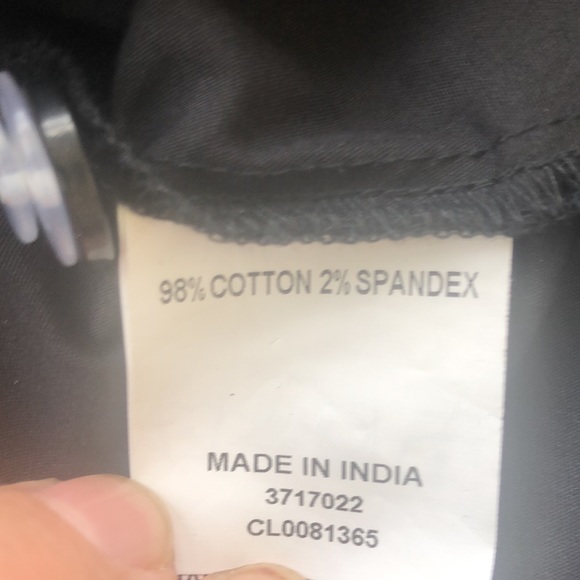 98% COTTON 2% SPANDEX
MADE IN INDIA
3717022
CL0081365